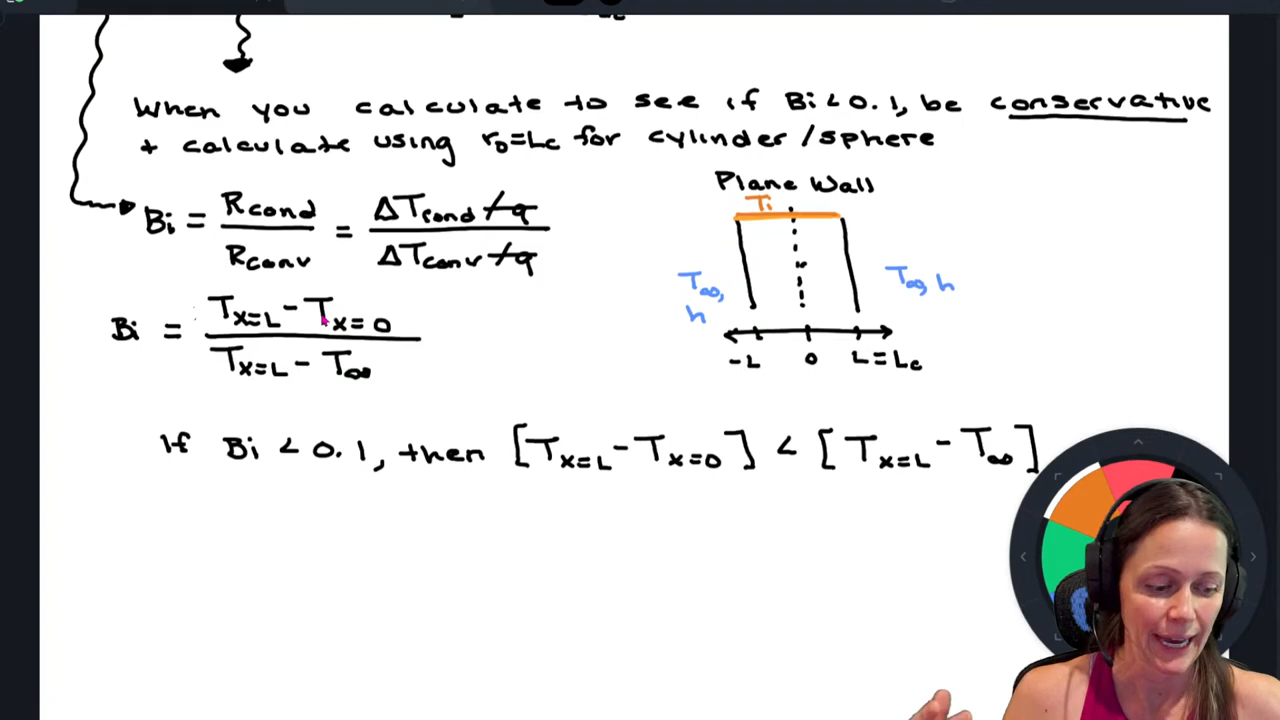 When you calculate to see if Bi < 0.1, be conservative
+ calculate using r₀=Lc for cylinder/sphere
Plane Wall
Ti
Bi = Rcond / Rconv = ΔTcond/q / ΔTconv/q
T∞, h
T∞, h
Bi = Tx=L - Tx=0 / Tx=L - T∞
-L 0 L=Lc
If Bi < 0.1, then [Tx=L - Tx=0] < [Tx=L - T∞]